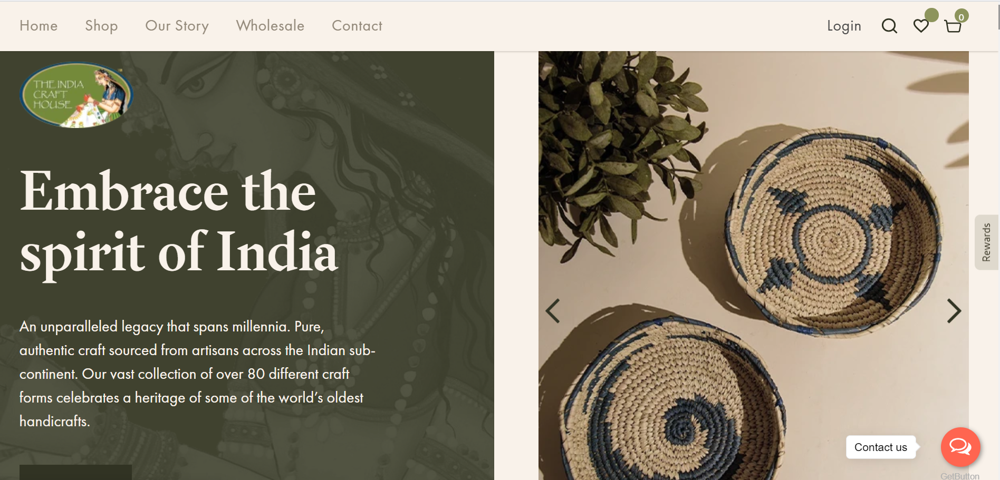 Home
Shop
Our Story
Wholesale
Contact
Login
0
THE INDIA
CRAFT
HOUSE
Embrace the
spirit of India
An unparalleled legacy that spans millennia. Pure,
authentic craft sourced from artisans across the Indian sub-
continent. Our vast collection of over 80 different craft
forms celebrates a heritage of some of the world’s oldest
handicrafts.
Rewards
Contact us
GetButton